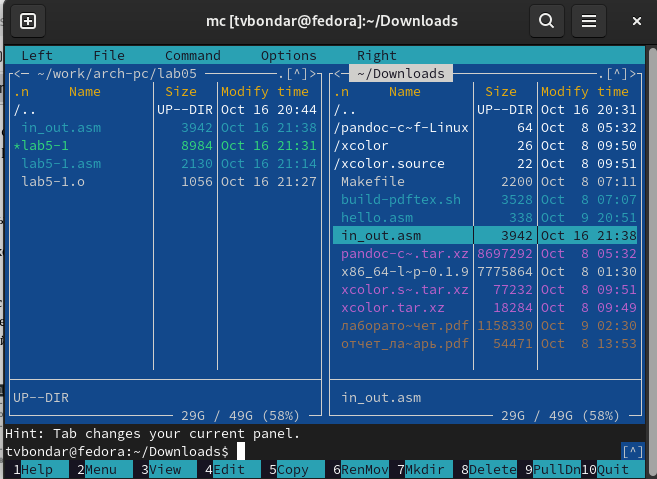 mc [tvbondar@fedora]:~/Downloads
Left File Command Options Right
<— ~/work/arch-pc/lab05 .[^]>
.n Name Size Modify time
/.. UP--DIR Oct 16 20:44
in_out.asm 3942 Oct 16 21:38
*lab5-1 8984 Oct 16 21:31
lab5-1.asm 2130 Oct 16 21:14
lab5-1.o 1056 Oct 16 21:27
UP--DIR
29G / 49G (58%)
<— ~/Downloads .[^]>
.n Name Size Modify time
/.. UP--DIR Oct 16 20:31
/pandoc-c~f-Linux 64 Oct 8 05:32
/xcolor 26 Oct 8 09:50
/xcolor.source 22 Oct 8 09:51
Makefile 2200 Oct 8 07:11
build-pdftex.sh 3528 Oct 8 07:07
hello.asm 338 Oct 9 20:51
in_out.asm 3942 Oct 16 21:38
pandoc-c~.tar.xz 8697292 Oct 8 05:32
x86_64-l~p-0.1.9 7775864 Oct 8 01:30
xcolor.s~.tar.xz 77232 Oct 8 09:51
xcolor.tar.xz 18284 Oct 8 09:49
лаборато~чет.pdf 1158330 Oct 9 02:30
отчет_ла~арь.pdf 54471 Oct 8 13:53
in_out.asm
29G / 49G (58%)
Hint: Tab changes your current panel.
tvbondar@fedora:~/Downloads$ [^]
1Help 2Menu 3View 4Edit 5Copy 6RenMov 7Mkdir 8Delete 9PullDn 10Quit